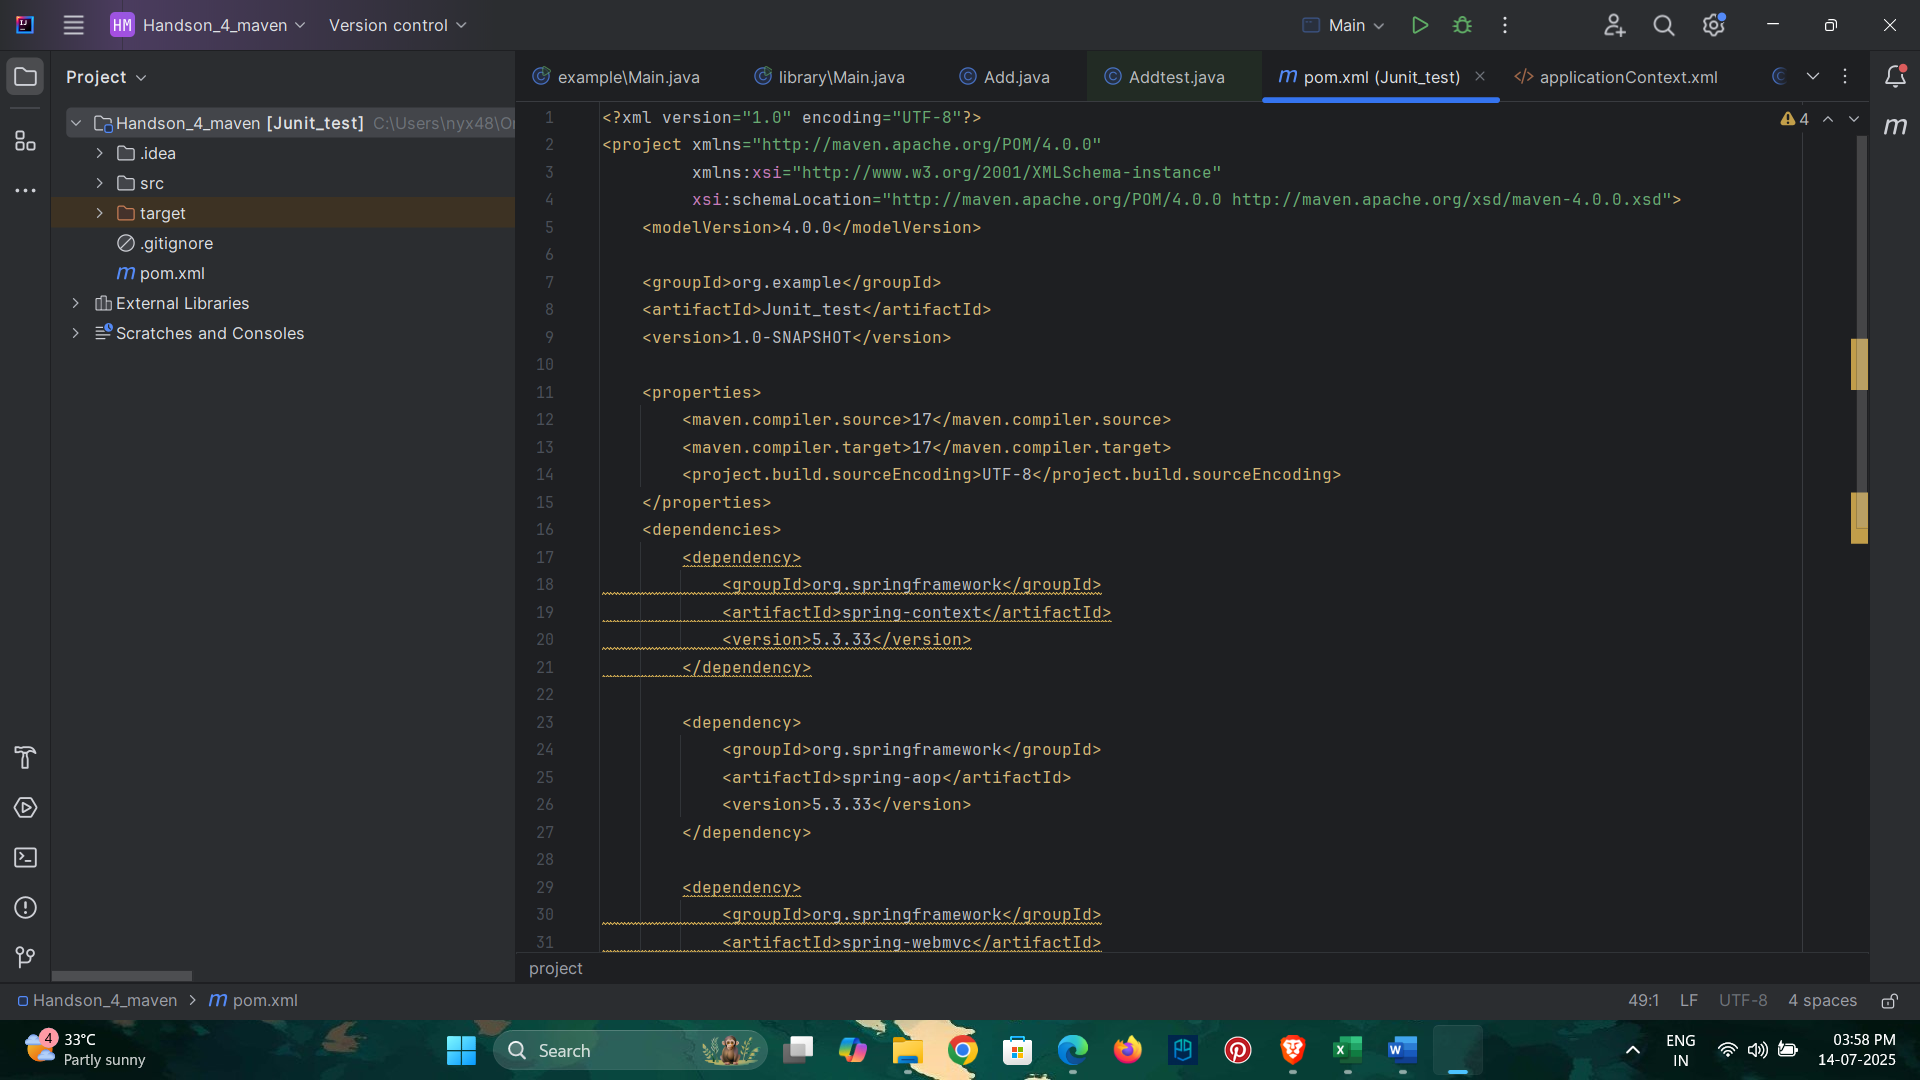 HM Handson_4_maven Version control Main
Project
example\Main.java library\Main.java Add.java Addtest.java pom.xml (Junit_test) applicationContext.xml
Handson_4_maven [Junit_test] C:\Users\nyx48\O
.idea
src
target
.gitignore
pom.xml
External Libraries
Scratches and Consoles
4
1 <?xml version="1.0" encoding="UTF-8"?>
2 <project xmlns="http://maven.apache.org/POM/4.0.0"
3 xmlns:xsi="http://www.w3.org/2001/XMLSchema-instance"
4 xsi:schemaLocation="http://maven.apache.org/POM/4.0.0 http://maven.apache.org/xsd/maven-4.0.0.xsd">
5 <modelVersion>4.0.0</modelVersion>
6
7 <groupId>org.example</groupId>
8 <artifactId>Junit_test</artifactId>
9 <version>1.0-SNAPSHOT</version>
10
11 <properties>
12 <maven.compiler.source>17</maven.compiler.source>
13 <maven.compiler.target>17</maven.compiler.target>
14 <project.build.sourceEncoding>UTF-8</project.build.sourceEncoding>
15 </properties>
16 <dependencies>
17 <dependency>
18 <groupId>org.springframework</groupId>
19 <artifactId>spring-context</artifactId>
20 <version>5.3.33</version>
21 </dependency>
22
23 <dependency>
24 <groupId>org.springframework</groupId>
25 <artifactId>spring-aop</artifactId>
26 <version>5.3.33</version>
27 </dependency>
28
29 <dependency>
30 <groupId>org.springframework</groupId>
31 <artifactId>spring-webmvc</artifactId>
project
Handson_4_maven pom.xml 49:1 LF UTF-8 4 spaces
4
33°C
Partly sunny
Search
ENG
IN
03:58 PM
14-07-2025